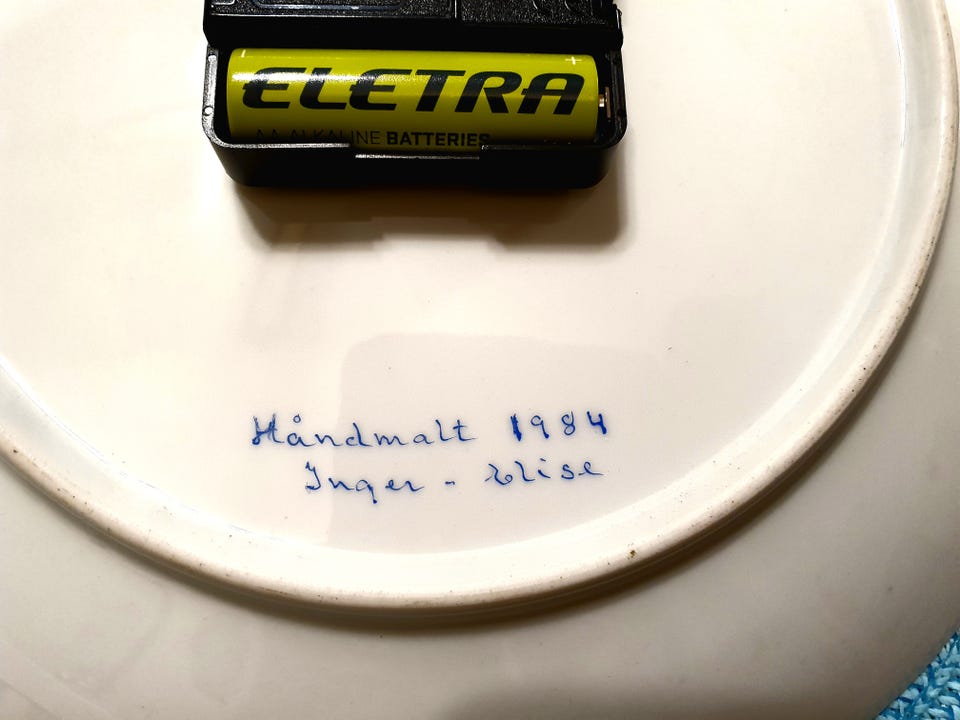 ELETRA
AA ALKALINE BATTERIES
Håndmalt 1984
Inger - Elise